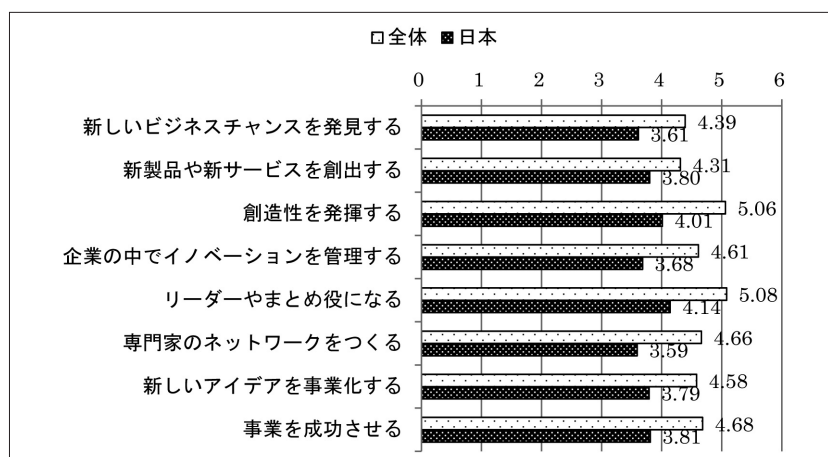 全体 日本
0 1 2 3 4 5 6
新しいビジネスチャンスを発見する 4.39
3.61
新製品や新サービスを創出する 4.31
3.80
創造性を発揮する 5.06
4.01
企業の中でイノベーションを管理する 4.61
3.68
リーダーやまとめ役になる 5.08
4.14
専門家のネットワークをつくる 4.66
3.59
新しいアイデアを事業化する 4.58
3.79
事業を成功させる 4.68
3.81